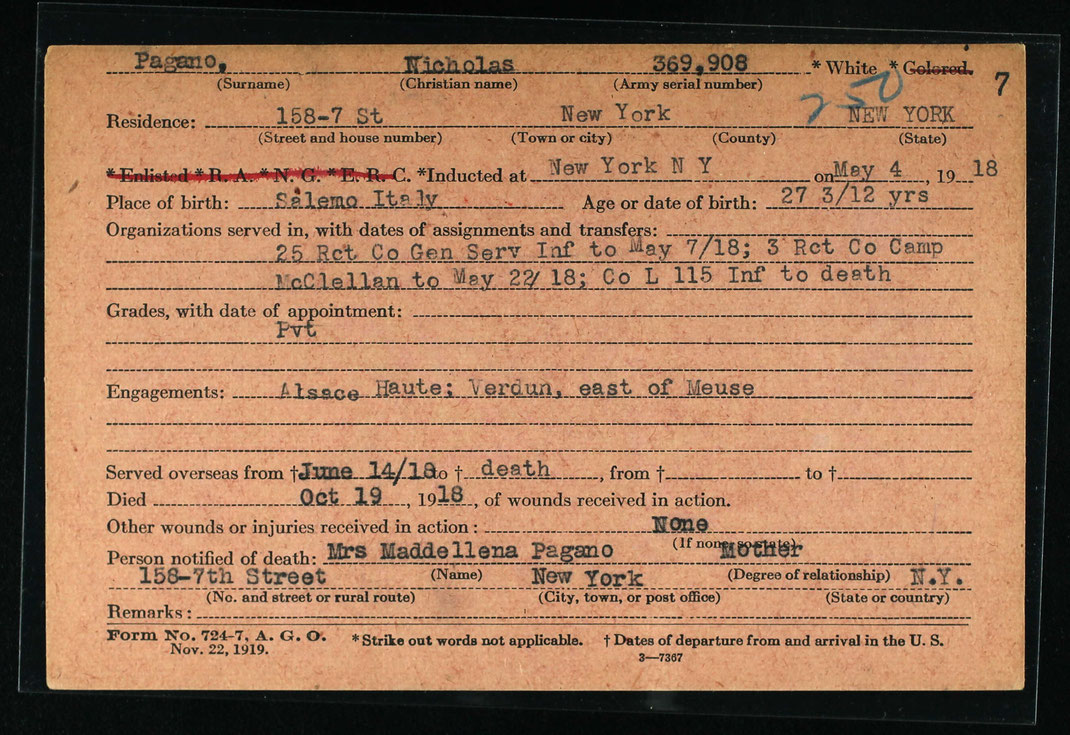 Pagano, Nicholas 369,908 * White * Colored. 7
(Surname) (Christian name) (Army serial number)
250
Residence: 158-7 St New York NEW YORK
(Street and house number) (Town or city) (County) (State)
* Enlisted * R. A. * N. G. * E. R. C. *Inducted at New York N Y on May 4, 1918
Place of birth: Salemo Italy Age or date of birth: 27 3/12 yrs
Organizations served in, with dates of assignments and transfers:
25 Rct Co Gen Serv Inf to May 7/18; 3 Rct Co Camp
McClellan to May 22/18; Co L 115 Inf to death
Grades, with date of appointment:
Pvt
Engagements: Alsace Haute; Verdun, east of Meuse
Served overseas from † June 14/18 to † death, from † to †
Died Oct 19, 1918, of wounds received in action.
Other wounds or injuries received in action: None
(If none, so state)
Person notified of death: Mrs Maddellena Pagano Mother
(Name) (Degree of relationship)
158-7th Street New York N.Y.
(No. and street or rural route) (City, town, or post office) (State or country)
Remarks:
Form No. 724-7, A. G. O. *Strike out words not applicable. † Dates of departure from and arrival in the U. S.
Nov. 22, 1919. 3—7367